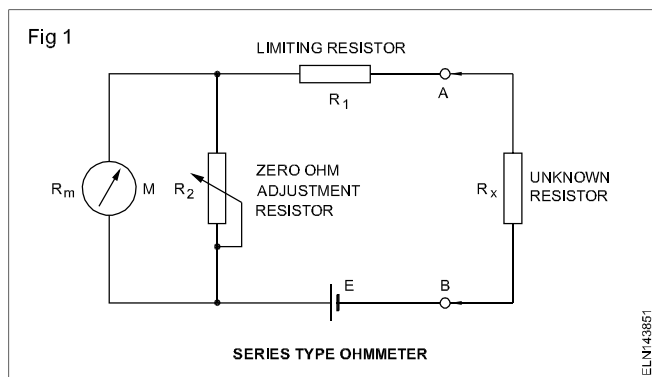 Fig 1
LIMITING RESISTOR
R1
A
Rm
M
R2
ZERO OHM
ADJUSTMENT
RESISTOR
Rx
UNKNOWN
RESISTOR
E
B
SERIES TYPE OHMMETER
ELN143851